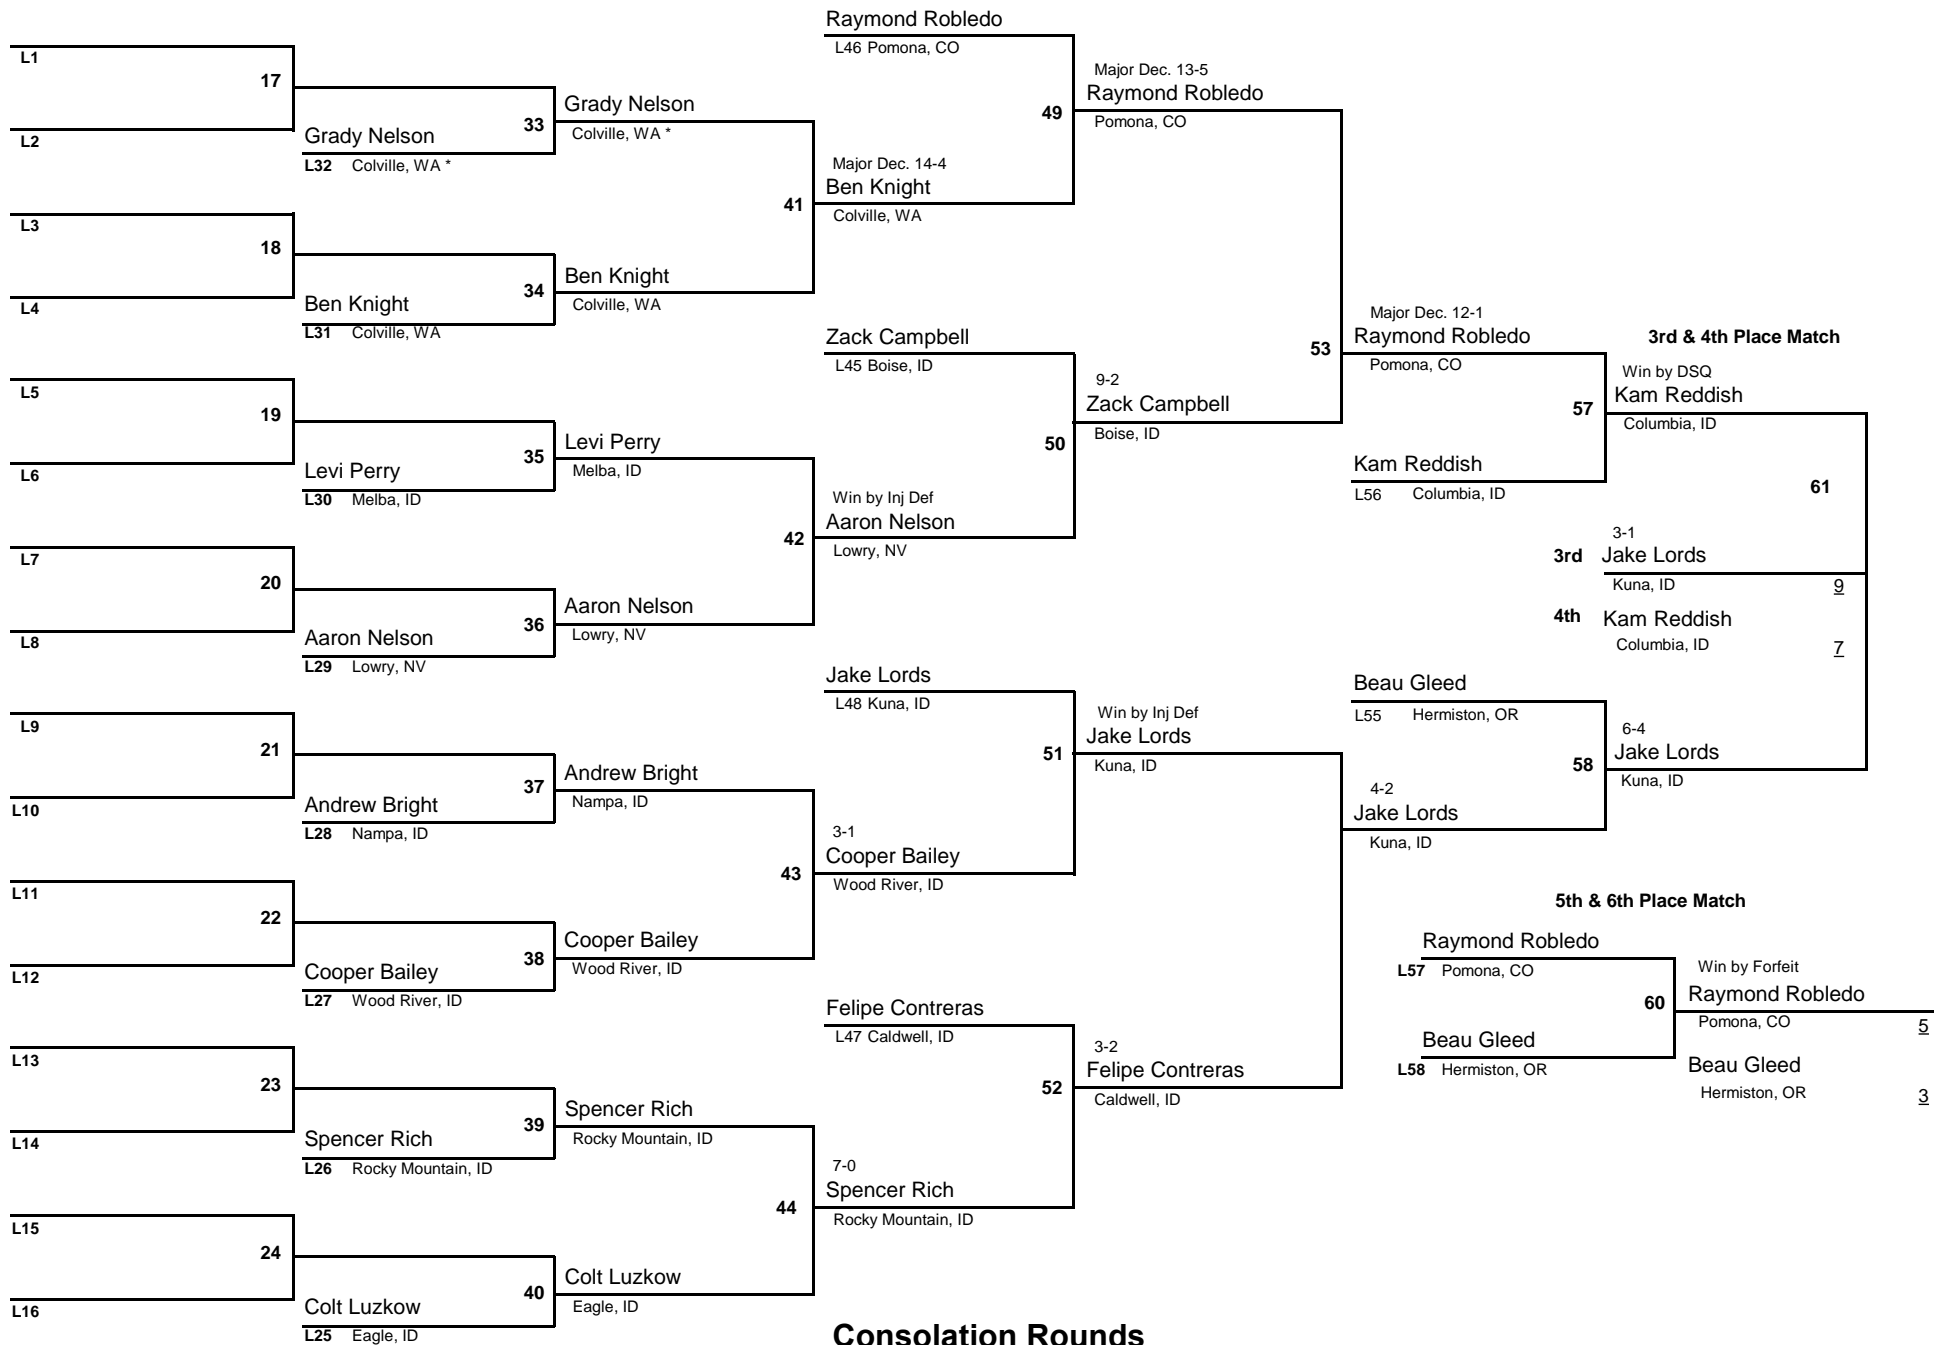 L1
17
L2
Grady Nelson
L32 Colville, WA *
33
L3
18
L4
Ben Knight
L31 Colville, WA
34
L5
19
L6
Levi Perry
L30 Melba, ID
35
L7
20
L8
Aaron Nelson
L29 Lowry, NV
36
L9
21
L10
Andrew Bright
L28 Nampa, ID
37
L11
22
L12
Cooper Bailey
L27 Wood River, ID
38
L13
23
L14
Spencer Rich
L26 Rocky Mountain, ID
39
L15
24
L16
Colt Luzkow
L25 Eagle, ID
40
Grady Nelson
Colville, WA *
41
Ben Knight
Colville, WA
Levi Perry
Melba, ID
42
Aaron Nelson
Lowry, NV
Andrew Bright
Nampa, ID
43
Cooper Bailey
Wood River, ID
Spencer Rich
Rocky Mountain, ID
44
Colt Luzkow
Eagle, ID
Raymond Robledo
L46 Pomona, CO
49
Major Dec. 14-4
Ben Knight
Colville, WA
Zack Campbell
L45 Boise, ID
50
Win by Inj Def
Aaron Nelson
Lowry, NV
Jake Lords
L48 Kuna, ID
51
3-1
Cooper Bailey
Wood River, ID
Felipe Contreras
L47 Caldwell, ID
52
7-0
Spencer Rich
Rocky Mountain, ID
Major Dec. 13-5
Raymond Robledo
Pomona, CO
53
9-2
Zack Campbell
Boise, ID
Win by Inj Def
Jake Lords
Kuna, ID
3-2
Felipe Contreras
Caldwell, ID
Major Dec. 12-1
Raymond Robledo
Pomona, CO
57
Kam Reddish
L56 Columbia, ID
Beau Gleed
L55 Hermiston, OR
58
4-2
Jake Lords
Kuna, ID
3rd & 4th Place Match
Win by DSQ
Kam Reddish
Columbia, ID
61
3-1
3rd Jake Lords
Kuna, ID 9
4th Kam Reddish
Columbia, ID 7
6-4
Jake Lords
Kuna, ID
5th & 6th Place Match
Raymond Robledo
L57 Pomona, CO
60
Beau Gleed
L58 Hermiston, OR
Win by Forfeit
Raymond Robledo
Pomona, CO 5
Beau Gleed
Hermiston, OR 3
Consolation Rounds